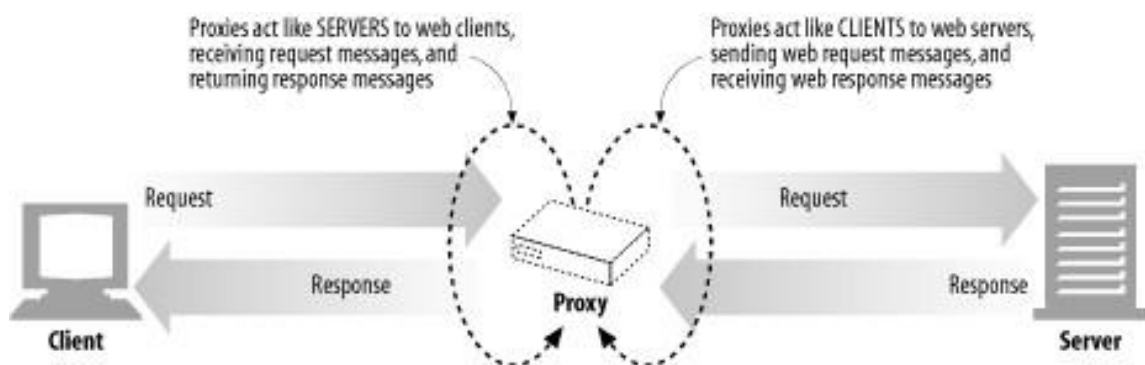 Proxies act like SERVERS to web clients,
receiving request messages, and
returning response messages
Proxies act like CLIENTS to web servers,
sending web request messages, and
receiving web response messages
Request
Request
Response
Response
Proxy
Client
Server